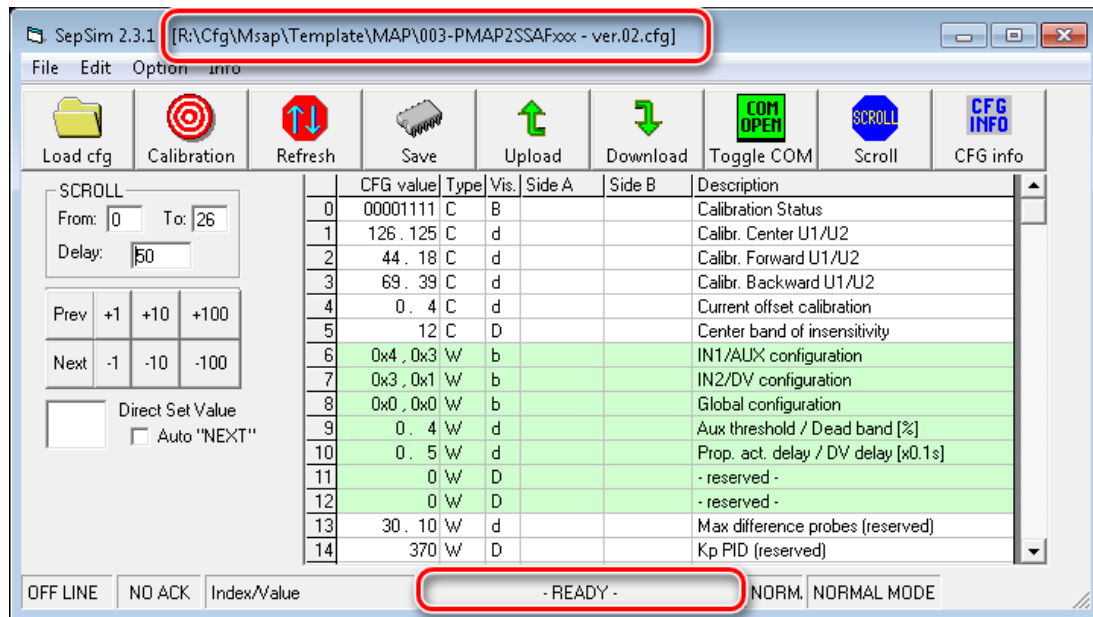 SepSim 2.3.1 [R:\Cfg\Msap\Template\MAP\003-PMAP2SSAFxxx - ver.02.cfg]
File Edit Option Info
COM OPEN SCROLL CFG INFO
Load cfg Calibration Refresh Save Upload Download Toggle COM Scroll CFG info
SCROLL
From: 0 To: 26
Delay: 50
Prev +1 +10 +100
Next -1 -10 -100
Direct Set Value
Auto "NEXT"
CFG value Type Vis. Side A Side B Description
0 00001111 C B Calibration Status
1 126 . 125 C d Calibr. Center U1/U2
2 44 . 18 C d Calibr. Forward U1/U2
3 69 . 39 C d Calibr. Backward U1/U2
4 0 . 4 C d Current offset calibration
5 12 C D Center band of insensitivity
6 0x4 , 0x3 W b IN1/AUX configuration
7 0x3 , 0x1 W b IN2/DV configuration
8 0x0 , 0x0 W b Global configuration
9 0 . 4 W d Aux threshold / Dead band [%]
10 0 . 5 W d Prop. act. delay / DV delay [x0.1s]
11 0 W D - reserved -
12 0 W D - reserved -
13 30 . 10 W d Max difference probes (reserved)
14 370 W D Kp PID (reserved)
OFF LINE NO ACK Index/Value - READY - NORM. NORMAL MODE